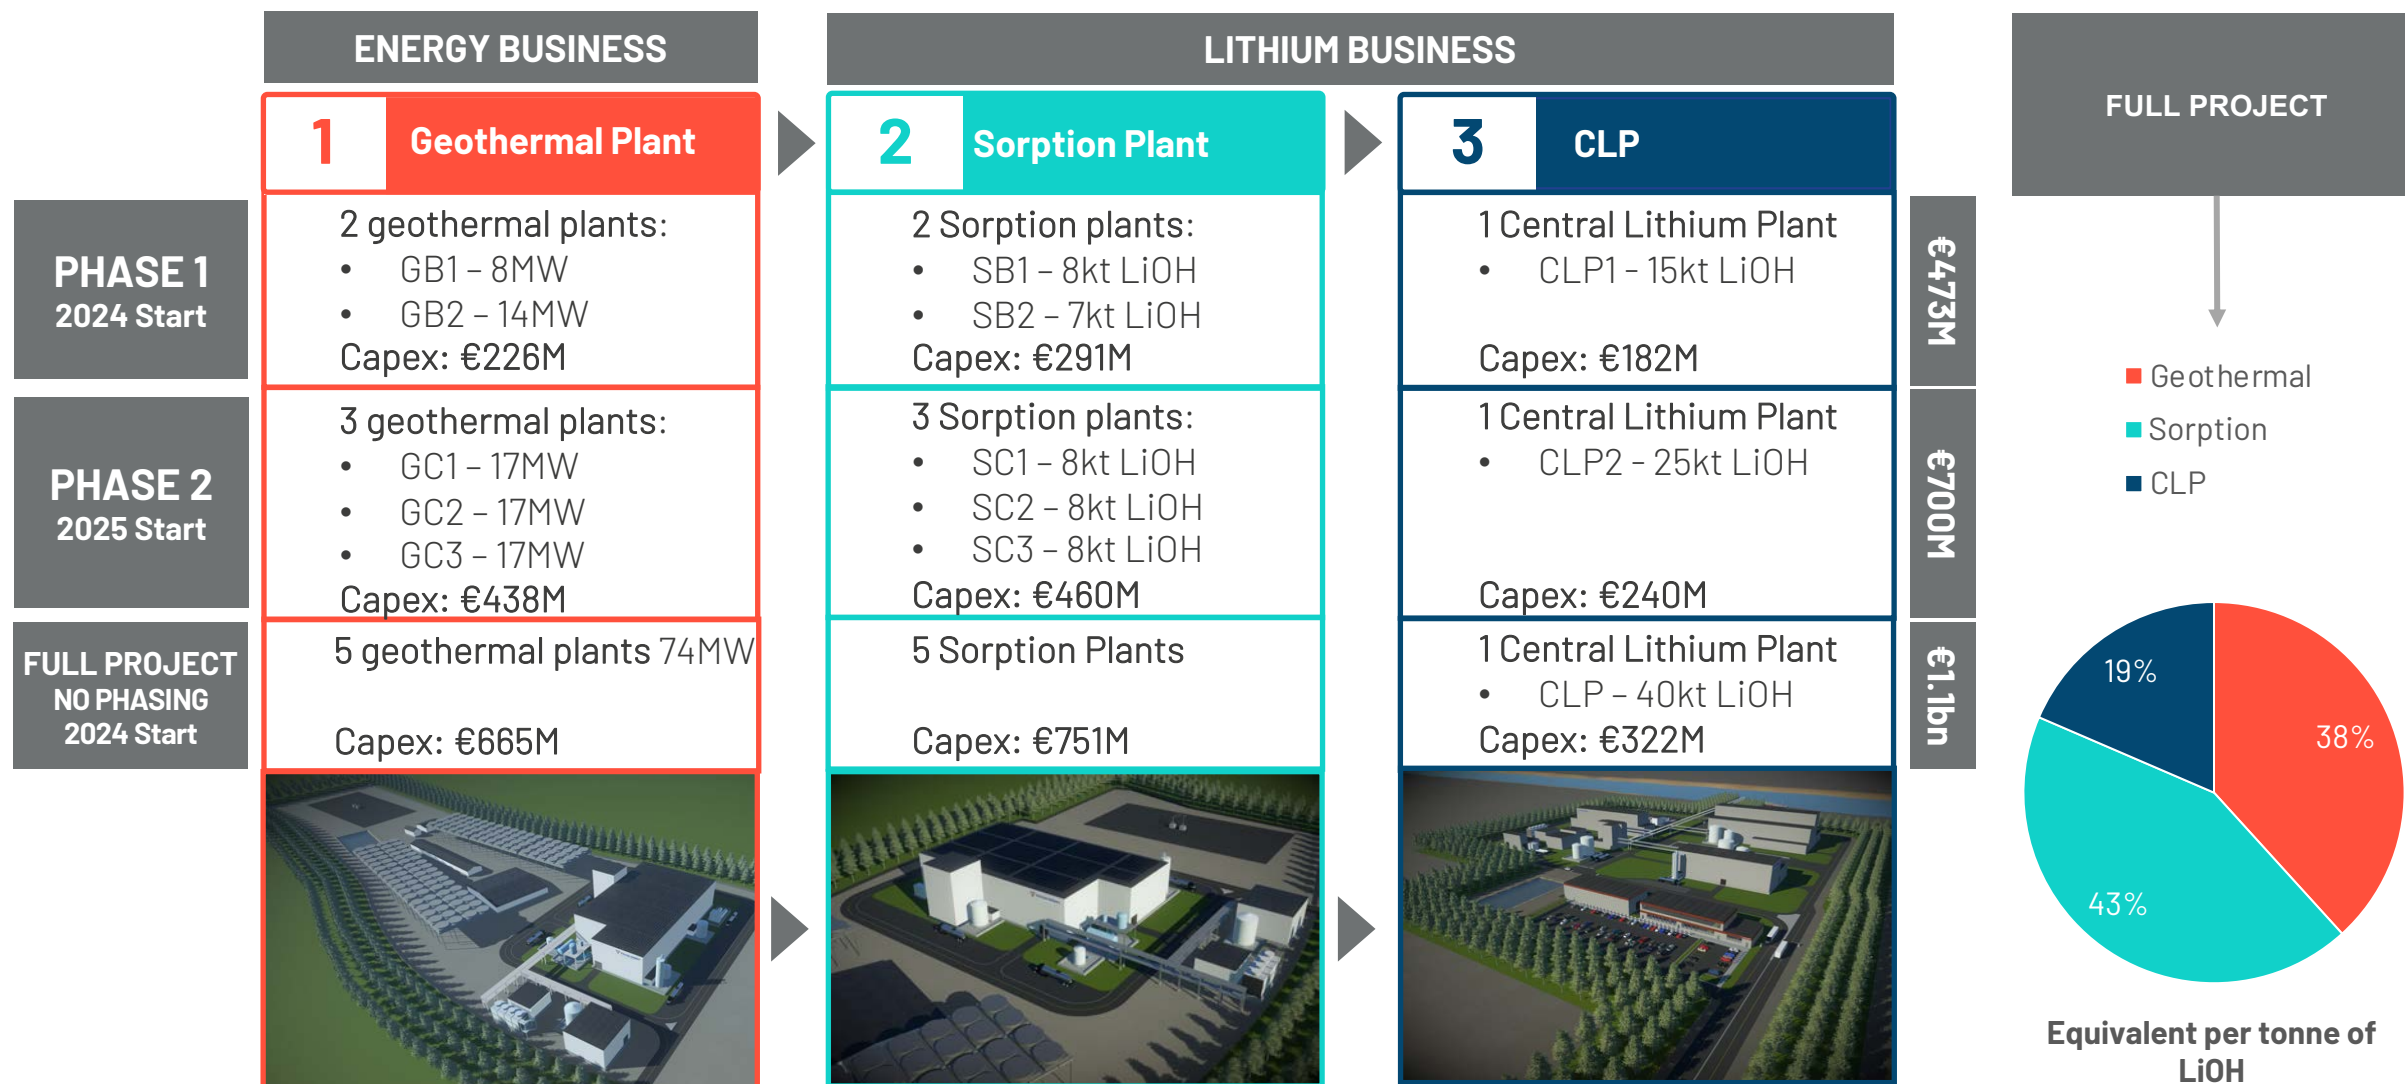 ENERGY BUSINESS
LITHIUM BUSINESS
FULL PROJECT
1 Geothermal Plant
2 Sorption Plant
3 CLP
PHASE 1
2024 Start
2 geothermal plants:
• GB1 – 8MW
• GB2 – 14MW
Capex: €226M
2 Sorption plants:
• SB1 – 8kt LiOH
• SB2 – 7kt LiOH
Capex: €291M
1 Central Lithium Plant
• CLP1 - 15kt LiOH
Capex: €182M
€473M
PHASE 2
2025 Start
3 geothermal plants:
• GC1 – 17MW
• GC2 – 17MW
• GC3 – 17MW
Capex: €438M
3 Sorption plants:
• SC1 – 8kt LiOH
• SC2 – 8kt LiOH
• SC3 – 8kt LiOH
Capex: €460M
1 Central Lithium Plant
• CLP2 - 25kt LiOH
Capex: €240M
€700M
FULL PROJECT
NO PHASING
2024 Start
5 geothermal plants 74MW
Capex: €665M
5 Sorption Plants
Capex: €751M
1 Central Lithium Plant
• CLP – 40kt LiOH
Capex: €322M
€1.1bn
Geothermal
Sorption
CLP
19%
38%
43%
Equivalent per tonne of
LiOH